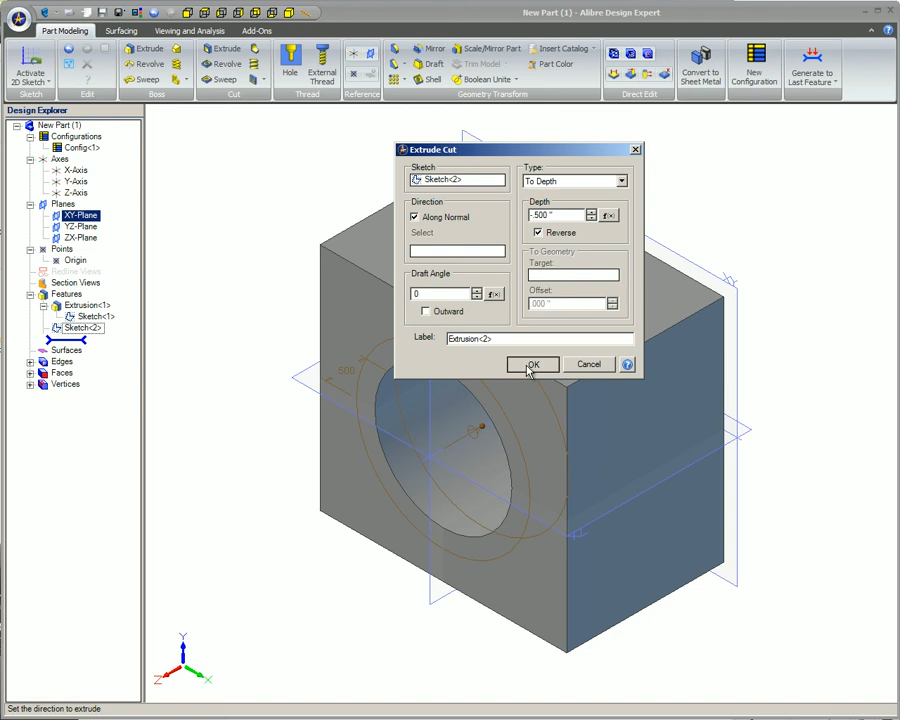 New Part (1) - Alibre Design Expert
Part Modeling Surfacing Viewing and Analysis Add-Ons
Activate 2D Sketch
Sketch
Edit
Extrude
Revolve
Sweep
Boss
Extrude
Revolve
Sweep
Cut
Hole
External Thread
Thread
Reference
Mirror
Draft
Shell
Scale/Mirror Part
Trim Model
Boolean Unite
Insert Catalog
Part Color
Geometry Transform
Direct Edit
Convert to Sheet Metal
New Configuration
Generate to Last Feature
Design Explorer
New Part (1)
Configurations
Config<1>
Axes
X-Axis
Y-Axis
Z-Axis
Planes
XY-Plane
YZ-Plane
ZX-Plane
Points
Origin
Redline Views
Section Views
Features
Extrusion<1>
Sketch<1>
Sketch<2>
Surfaces
Edges
Faces
Vertices
Extrude Cut
Sketch
Sketch<2>
Direction
Along Normal
Select
Draft Angle
0
f(x)
Outward
Type:
To Depth
Depth
-.500 "
f(x)
Reverse
To Geometry
Target:
Offset:
.000 "
Label:
Extrusion<2>
OK
Cancel
?
XY
.500
Y
Z
X
Set the direction to extrude